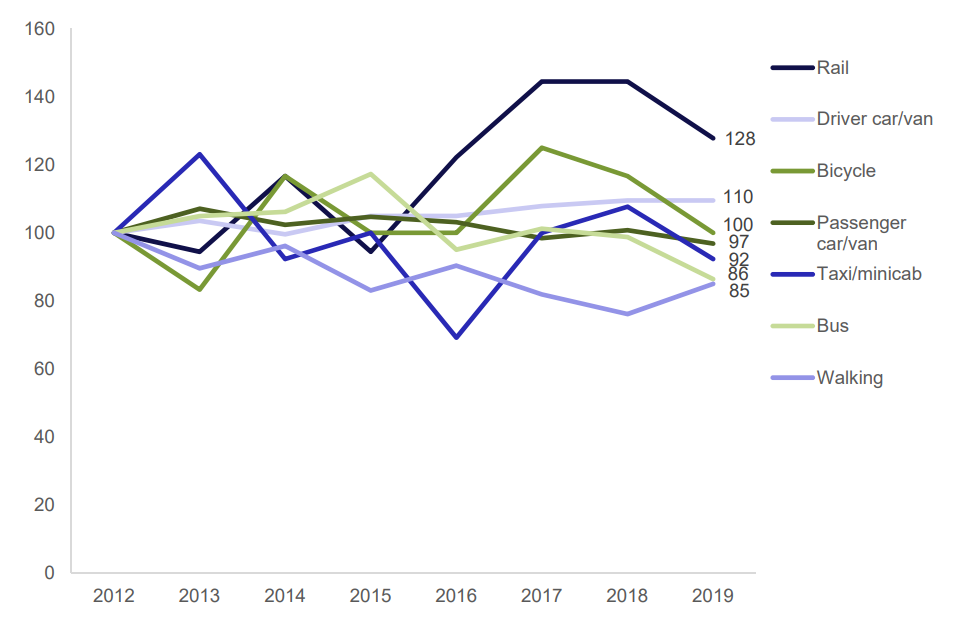 160
140
120
100
80
60
40
20
0
2012 2013 2014 2015 2016 2017 2018 2019
128
110
100
97
92
86
85
Rail
Driver car/van
Bicycle
Passenger
car/van
Taxi/minicab
Bus
Walking